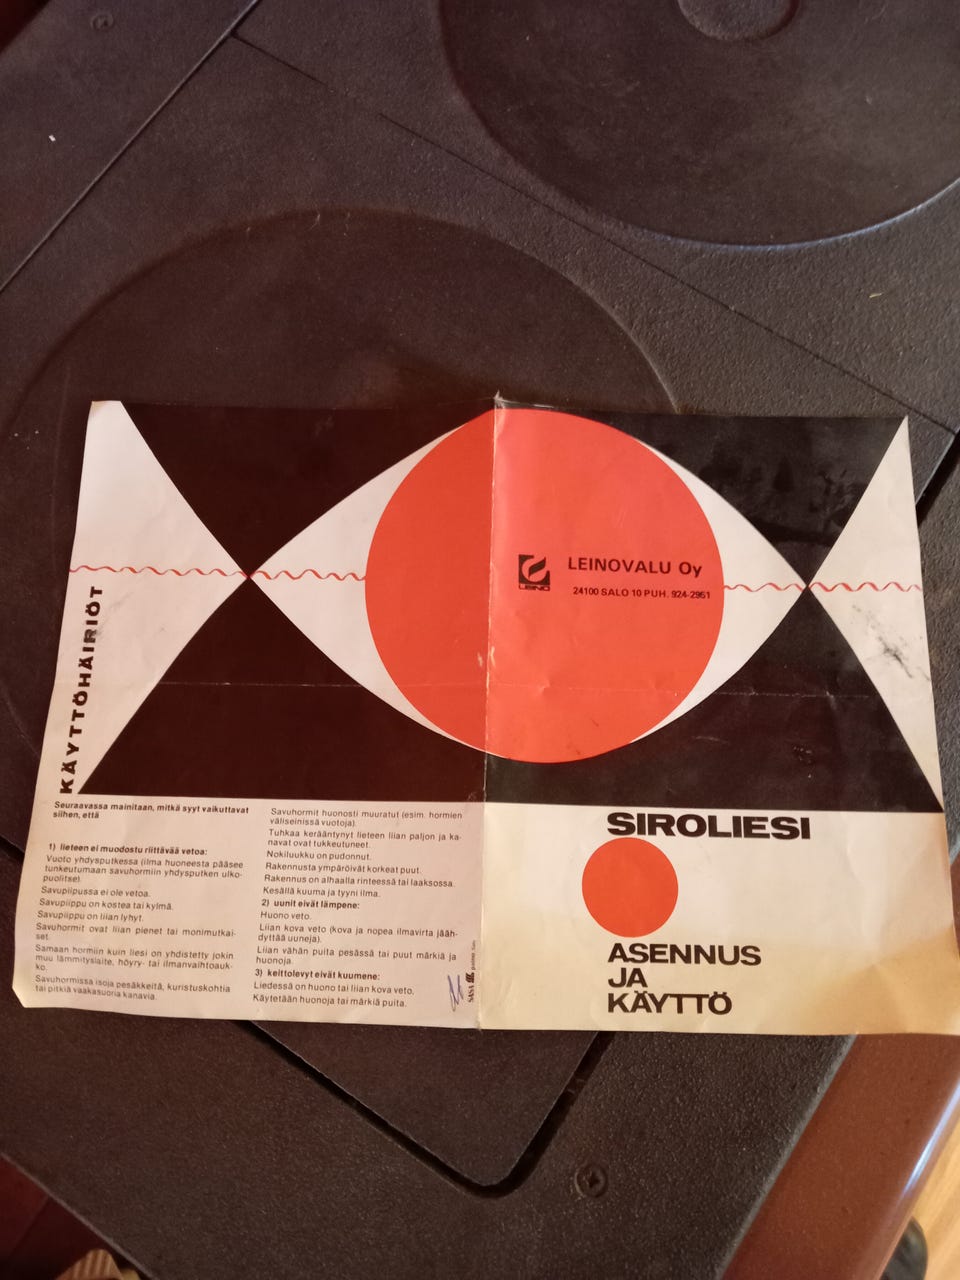 LEINO
LEINOVALU Oy
24100 SALO 10 PUH. 924-2951
KÄYTTÖHÄIRIÖT
Seuraavassa mainitaan, mitkä syyt vaikuttavat
siihen, että
1) lieteen ei muodostu riittävää vetoa:
Vuoto yhdysputkessa (ilma huoneesta pääsee
tunkeutumaan savuhormiin yhdysputken ulko-
puolitse).
Savupiipussa ei ole vetoa.
Savupiippu on kostea tai kylmä.
Savupiippu on liian lyhyt.
Savuhormit ovat liian pienet tai monimutkai-
set.
Samaan hormiin kuin liesi on yhdistetty jokin
muu lämmityslaite, höyry- tai ilmanvaihtoauk-
ko.
Savuhormissa isoja pesäkkeitä, kuristuskohtia
tai pitkiä vaakasuoria kanavia.
Savuhormit huonosti muuratut (esim. hormien
väliseinissä vuotoja).
Tuhkaa kerääntynyt lieteen liian paljon ja ka-
navat ovat tukkeutuneet.
Nokiluukku on pudonnut.
Rakennusta ympäröivät korkeat puut.
Rakennus on alhaalla rinteessä tai laaksossa.
Kesällä kuuma ja tyyni ilma.
2) uunit eivät lämpene:
Huono veto.
Liian kova veto (kova ja nopea ilmavirta jääh-
dyttää uuneja).
Liian vähän puita pesässä tai puut märkiä ja
huonoja.
3) keittolevyt eivät kuumene:
Liedessä on huono tai liian kova veto.
Käytetään huonoja tai märkiä puita.
SASA
SIROLIESI
ASENNUS
JA
KÄYTTÖ